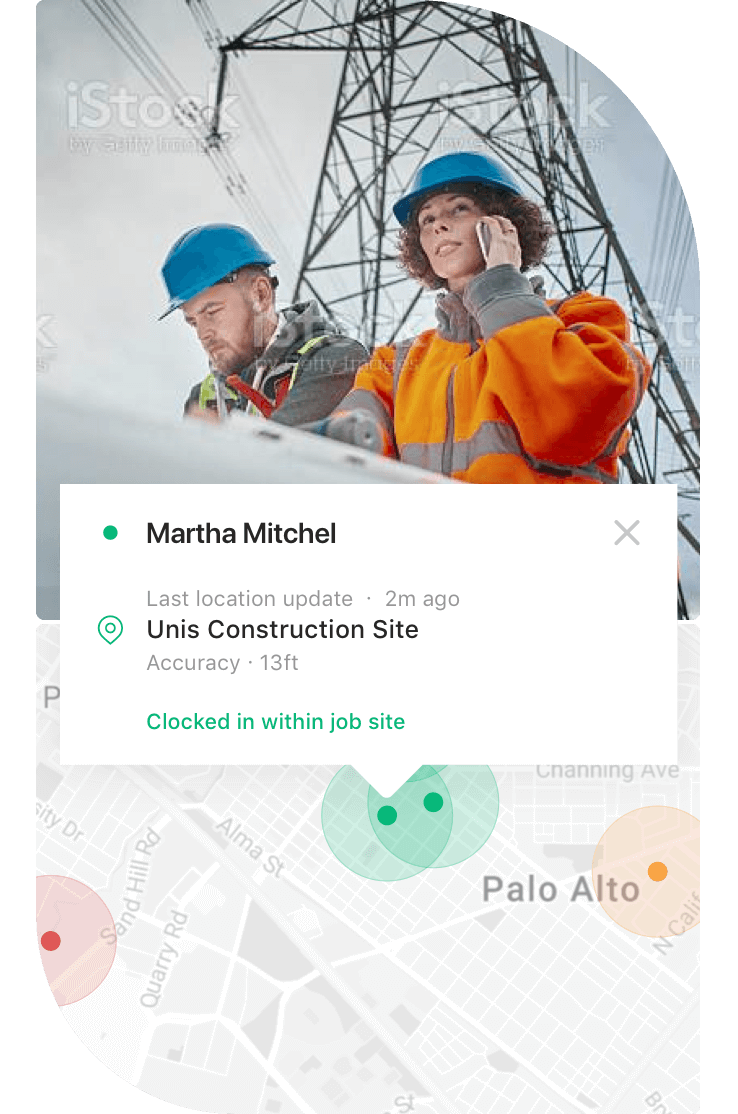 iStock
by Getty Images
iStock
by Getty Images
iStock
by Getty Images
Martha Mitchel
Last location update · 2m ago
Unis Construction Site
Accuracy · 13ft
Clocked in within job site
P
Channing Ave
sity Dr
Alma St
Sand Hill Rd
Palo Alto
Quarry Rd
N Calif
Bry
St